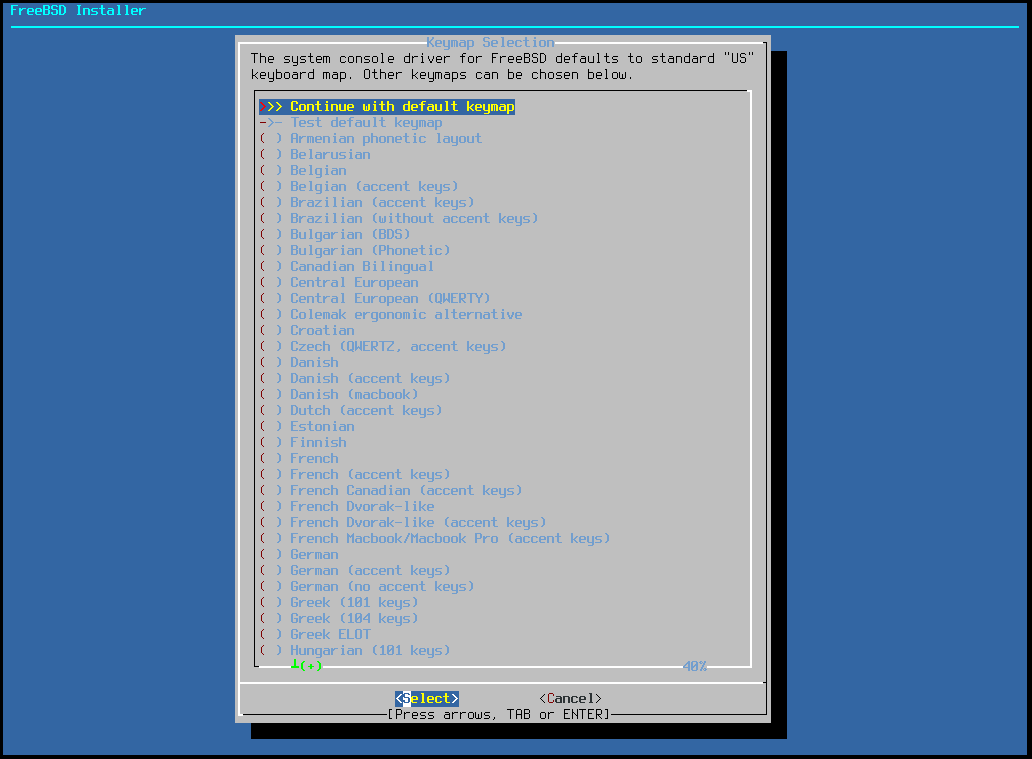 FreeBSD Installer
Keymap Selection
The system console driver for FreeBSD defaults to standard "US"
keyboard map. Other keymaps can be chosen below.
>>> Continue with default keymap
->- Test default keymap
( ) Armenian phonetic layout
( ) Belarusian
( ) Belgian
( ) Belgian (accent keys)
( ) Brazilian (accent keys)
( ) Brazilian (without accent keys)
( ) Bulgarian (BDS)
( ) Bulgarian (Phonetic)
( ) Canadian Bilingual
( ) Central European
( ) Central European (QWERTY)
( ) Colemak ergonomic alternative
( ) Croatian
( ) Czech (QWERTZ, accent keys)
( ) Danish
( ) Danish (accent keys)
( ) Danish (macbook)
( ) Dutch (accent keys)
( ) Estonian
( ) Finnish
( ) French
( ) French (accent keys)
( ) French Canadian (accent keys)
( ) French Dvorak-like
( ) French Dvorak-like (accent keys)
( ) French Macbook/Macbook Pro (accent keys)
( ) German
( ) German (accent keys)
( ) German (no accent keys)
( ) Greek (101 keys)
( ) Greek (104 keys)
( ) Greek ELOT
( ) Hungarian (101 keys)
┴(+) 40%
<Select> <Cancel>
[Press arrows, TAB or ENTER]